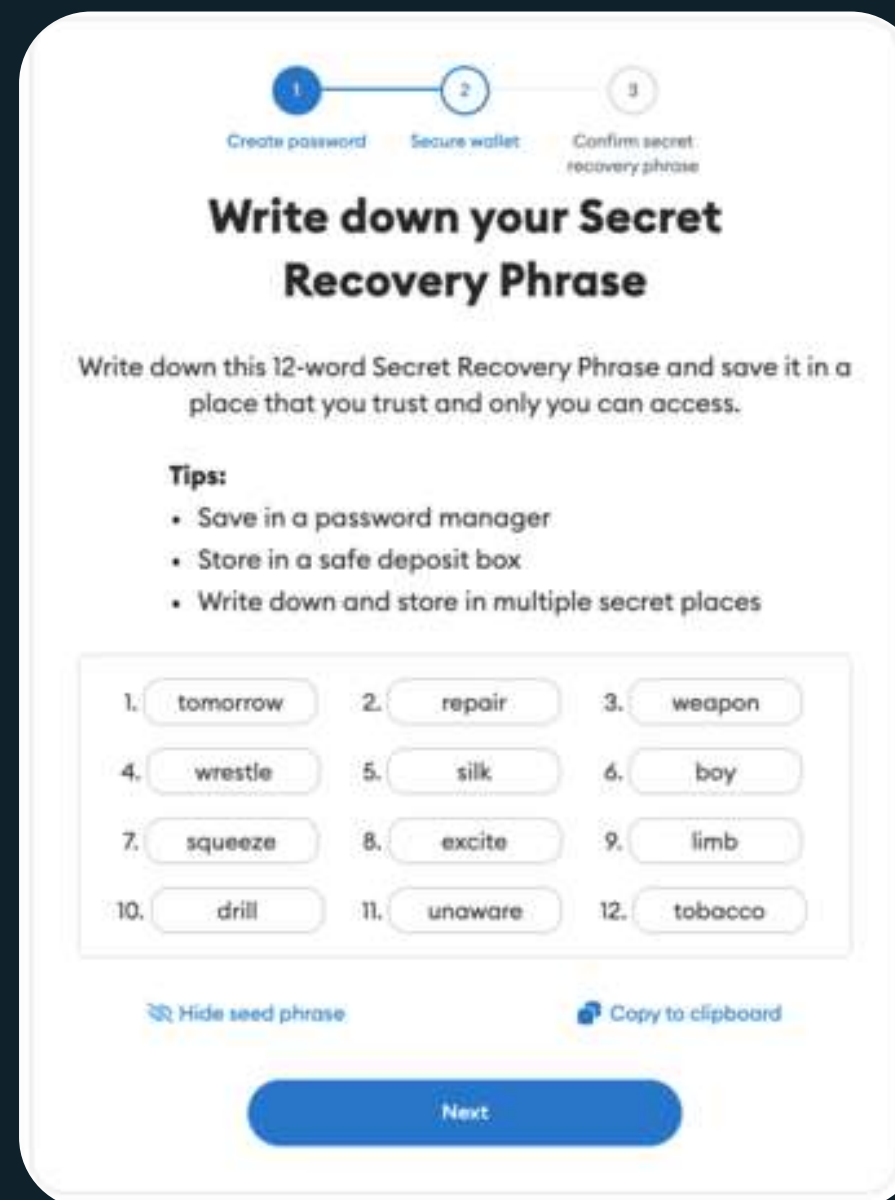 1
2
3
Create password
Secure wallet
Confirm secret
recovery phrase
Write down your Secret
Recovery Phrase
Write down this 12-word Secret Recovery Phrase and save it in a
place that you trust and only you can access.
Tips:
• Save in a password manager
• Store in a safe deposit box
• Write down and store in multiple secret places
1. tomorrow 2. repair 3. weapon
4. wrestle 5. silk 6. boy
7. squeeze 8. excite 9. limb
10. drill 11. unaware 12. tobacco
Hide seed phrase Copy to clipboard
Next